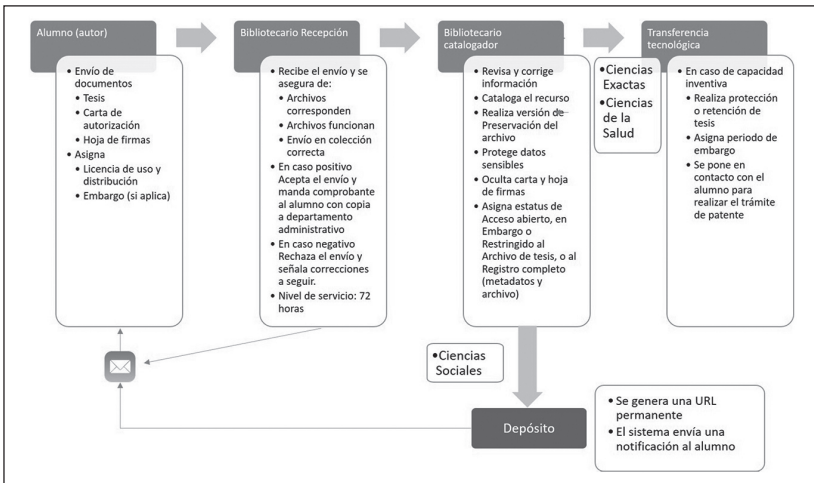 Alumno (autor)
• Envío de
documentos
• Tesis
• Carta de
autorización
• Hoja de firmas
• Asigna
• Licencia de uso y
distribución
• Embargo (si aplica)
Bibliotecario Recepción
• Recibe el envío y se
asegura de:
• Archivos
corresponden
• Archivos funcionan
• Envío en colección
correcta
• En caso positivo
Acepta el envío y
manda comprobante
al alumno con copia
a departamento
administrativo
• En caso negativo
Rechaza el envío y
señala correcciones
a seguir.
• Nivel de servicio: 72
horas
Bibliotecario
catalogador
• Revisa y corrige
información
• Cataloga el recurso
• Realiza versión de
Preservación del
archivo
• Protege datos
sensibles
• Oculta carta y hoja
de firmas
• Asigna estatus de
Acceso abierto, en
Embargo o
Restringido al
Archivo de tesis, o al
Registro completo
(metadatos y
archivo)
•Ciencias
Exactas
•Ciencias
de la
Salud
Transferencia
tecnológica
• En caso de capacidad
inventiva
• Realiza protección
o retención de
tesis
• Asigna periodo de
embargo
• Se pone en
contacto con el
alumno para
realizar el trámite
de patente
•Ciencias
Sociales
Depósito
• Se genera una URL
permanente
• El sistema envía una
notificación al alumno